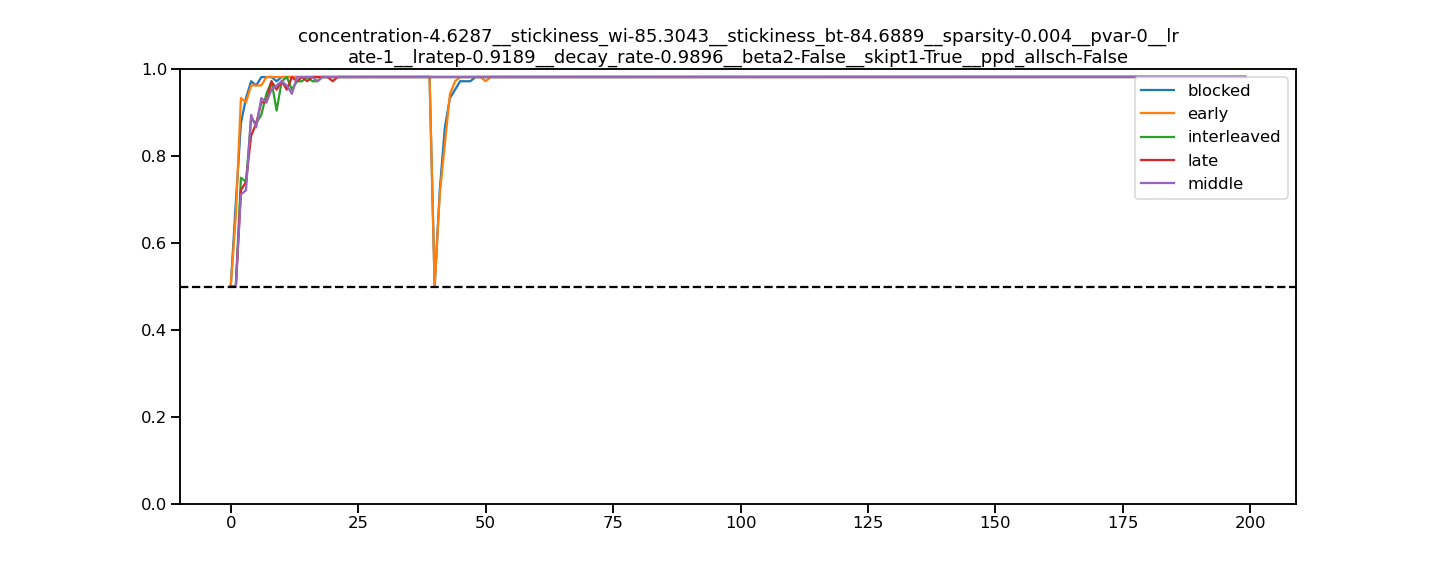 concentration-4.6287__stickiness_wi-85.3043__stickiness_bt-84.6889__sparsity-0.004__pvar-0__lr
ate-1__lratep-0.9189__decay_rate-0.9896__beta2-False__skipt1-True__ppd_allsch-False
1.0
0.8
0.6
0.4
0.2
0.0
blocked
early
interleaved
late
middle
0 25 50 75 100 125 150 175 200